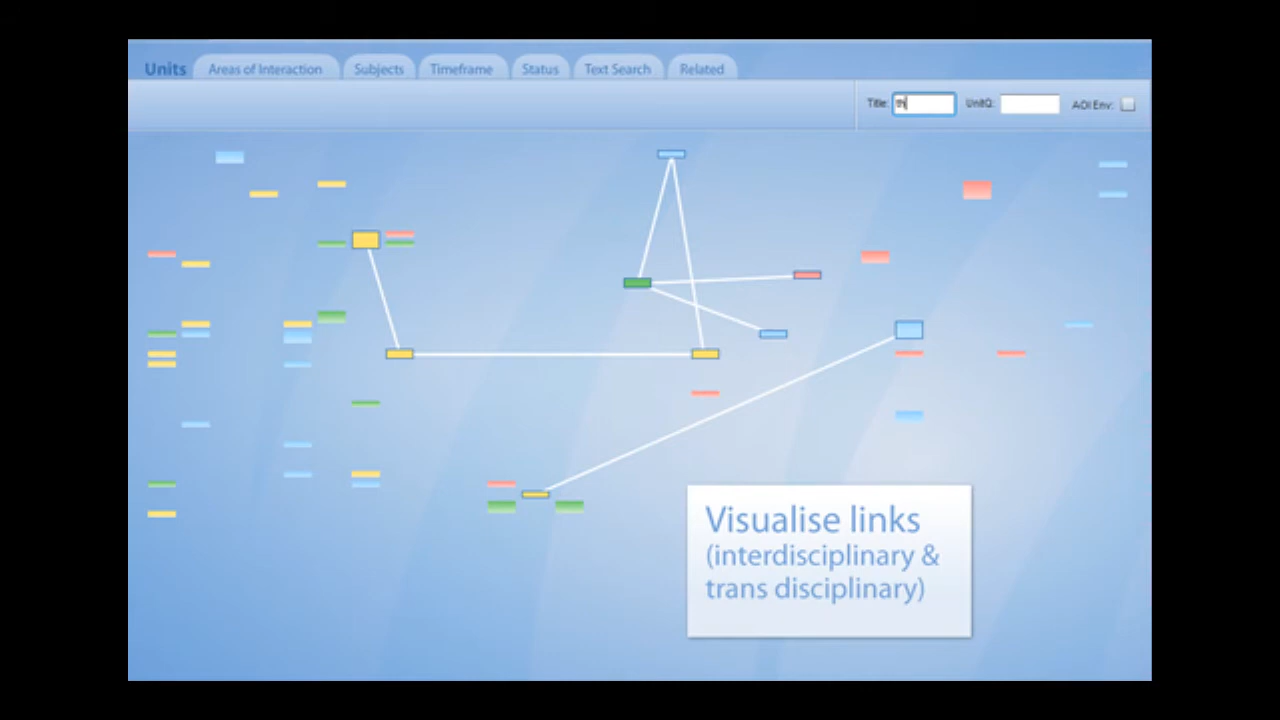 Units Areas of Interaction Subjects Timeframe Status Text Search Related
Title: th UnitQ: AOI Env:
Visualise links
(interdisciplinary &
trans disciplinary)